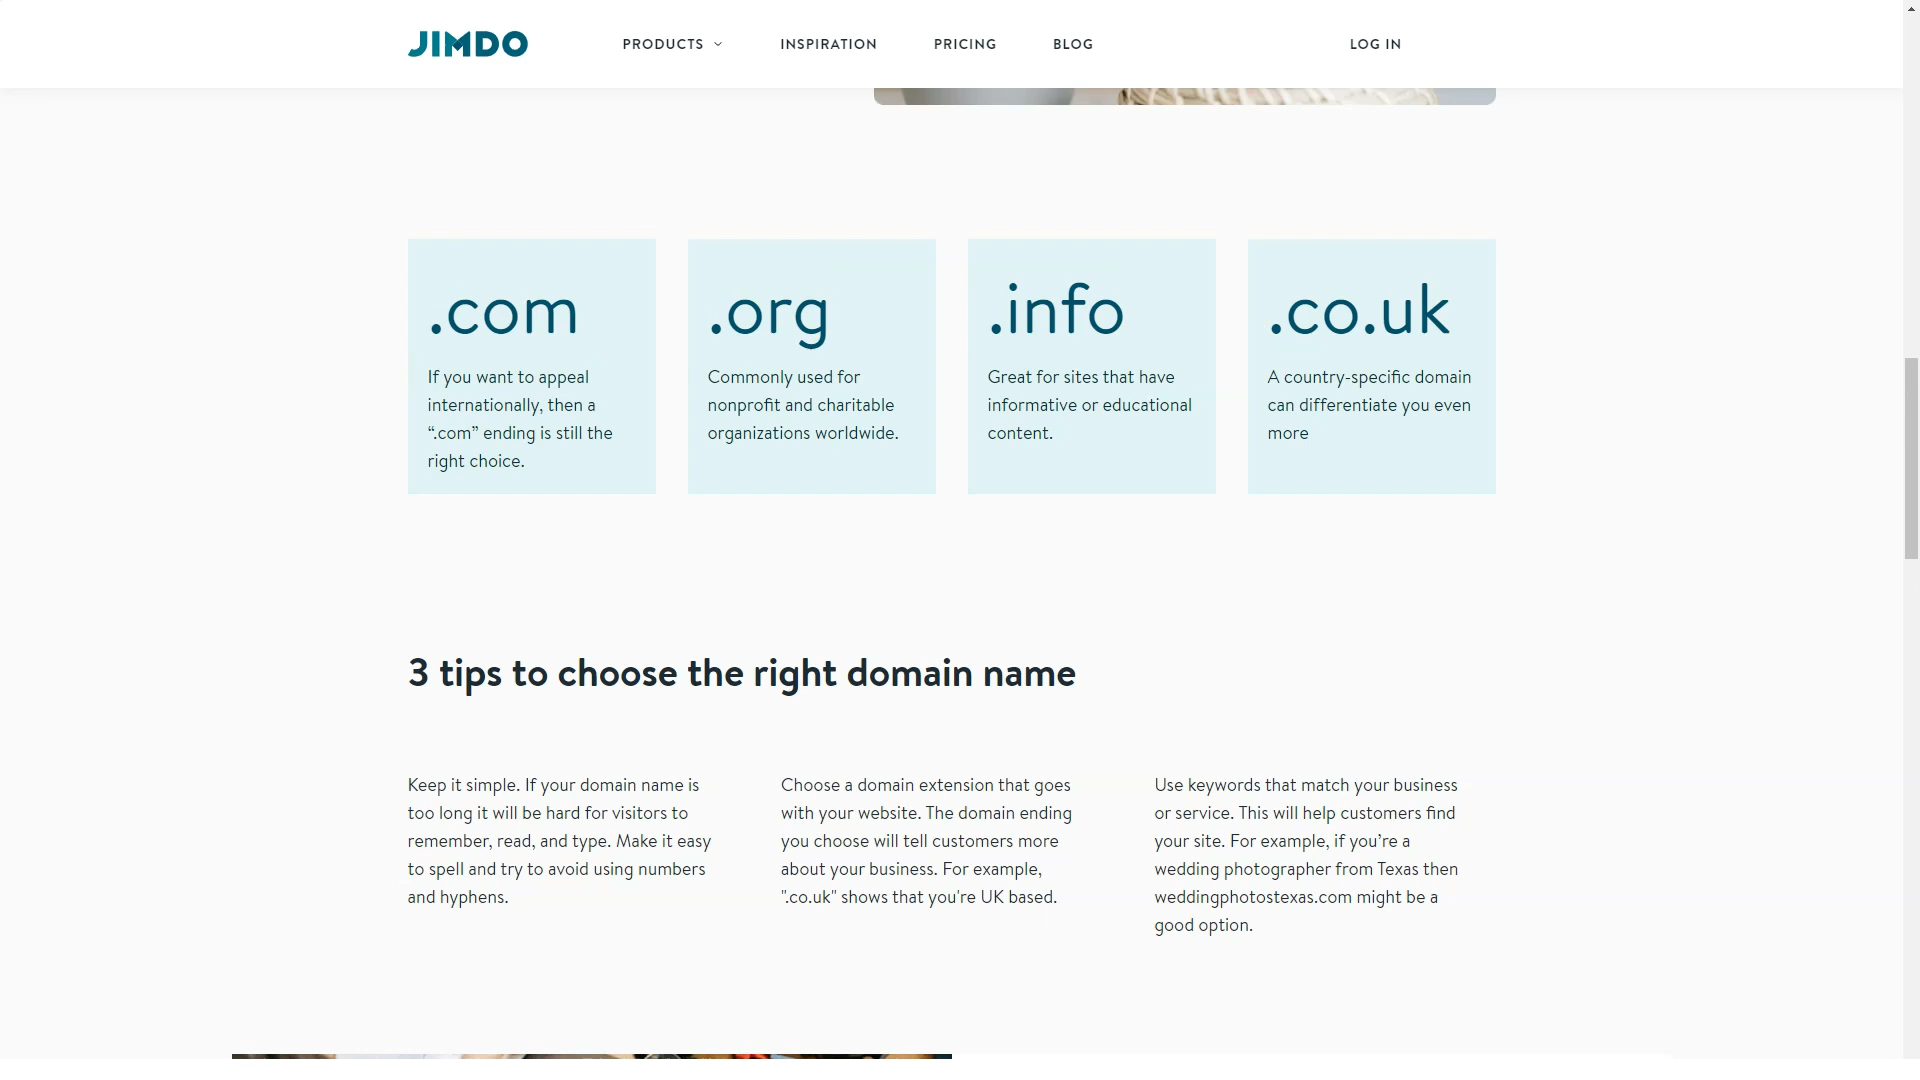 JIMDO
PRODUCTS
INSPIRATION
PRICING
BLOG
LOG IN
.com
If you want to appeal
internationally, then a
“.com” ending is still the
right choice.
.org
Commonly used for
nonprofit and charitable
organizations worldwide.
.info
Great for sites that have
informative or educational
content.
.co.uk
A country-specific domain
can differentiate you even
more
3 tips to choose the right domain name
Keep it simple. If your domain name is
too long it will be hard for visitors to
remember, read, and type. Make it easy
to spell and try to avoid using numbers
and hyphens.
Choose a domain extension that goes
with your website. The domain ending
you choose will tell customers more
about your business. For example,
".co.uk" shows that you're UK based.
Use keywords that match your business
or service. This will help customers find
your site. For example, if you’re a
wedding photographer from Texas then
weddingphotostexas.com might be a
good option.